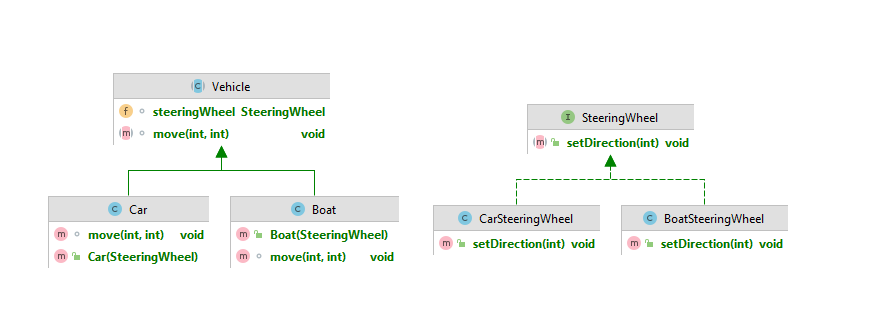 Vehicle
f steeringWheel SteeringWheel
m move(int, int) void
C Car
m move(int, int) void
m Car(SteeringWheel)
C Boat
m Boat(SteeringWheel)
m move(int, int) void
I SteeringWheel
m setDirection(int) void
C CarSteeringWheel
m setDirection(int) void
C BoatSteeringWheel
m setDirection(int) void